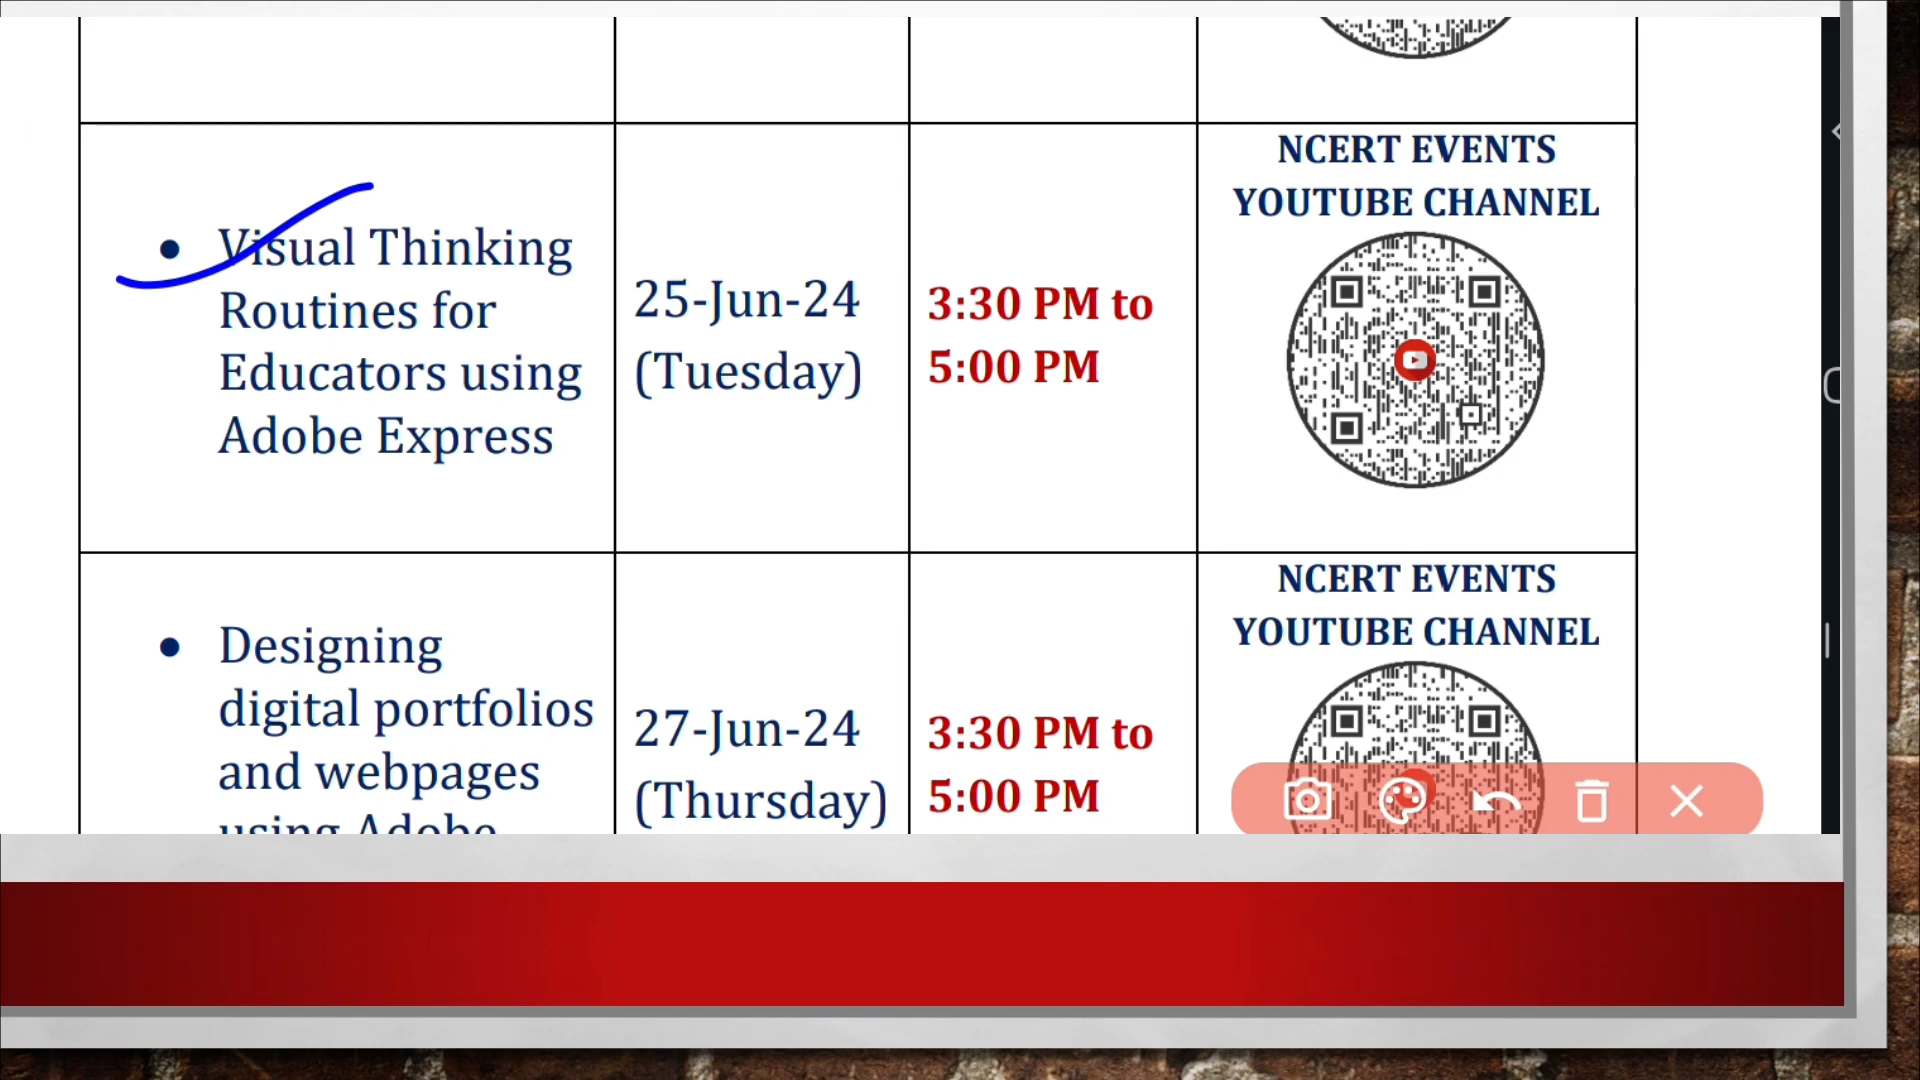 NCERT EVENTS
YOUTUBE CHANNEL
• Visual Thinking
Routines for
Educators using
Adobe Express
25-Jun-24
(Tuesday)
3:30 PM to
5:00 PM
NCERT EVENTS
YOUTUBE CHANNEL
• Designing
digital portfolios
and webpages
using Adobe
27-Jun-24
(Thursday)
3:30 PM to
5:00 PM